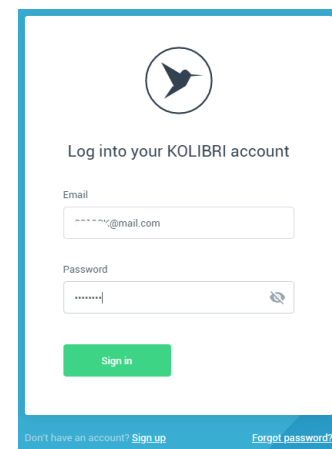 Log into your KOLIBRI account
Email
@mail.com
Password
••••••••
Sign in
Don't have an account? Sign up
Forgot password?